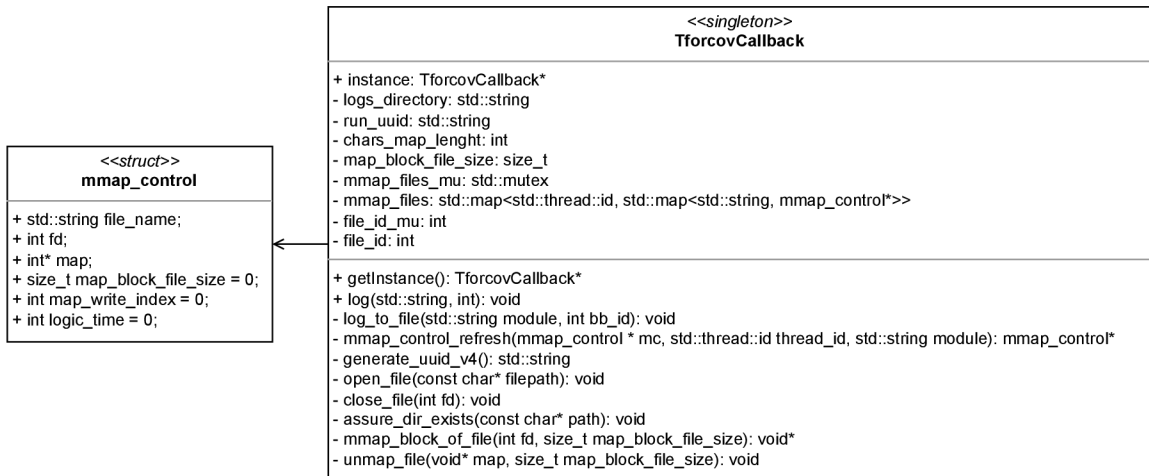 <<singleton>>
TforcovCallback
+ instance: TforcovCallback*
- logs_directory: std::string
- run_uuid: std::string
- chars_map_lenght: int
- map_block_file_size: size_t
- mmap_files_mu: std::mutex
- mmap_files: std::map<std::thread::id, std::map<std::string, mmap_control*>>
- file_id_mu: int
- file_id: int
+ getInstance(): TforcovCallback*
+ log(std::string, int): void
- log_to_file(std::string module, int bb_id): void
- mmap_control_refresh(mmap_control * mc, std::thread::id thread_id, std::string module): mmap_control*
- generate_uuid_v4(): std::string
- open_file(const char* filepath): void
- close_file(int fd): void
- assure_dir_exists(const char* path): void
- mmap_block_of_file(int fd, size_t map_block_file_size): void*
- unmap_file(void* map, size_t map_block_file_size): void
<<struct>>
mmap_control
+ std::string file_name;
+ int fd;
+ int* map;
+ size_t map_block_file_size = 0;
+ int map_write_index = 0;
+ int logic_time = 0;